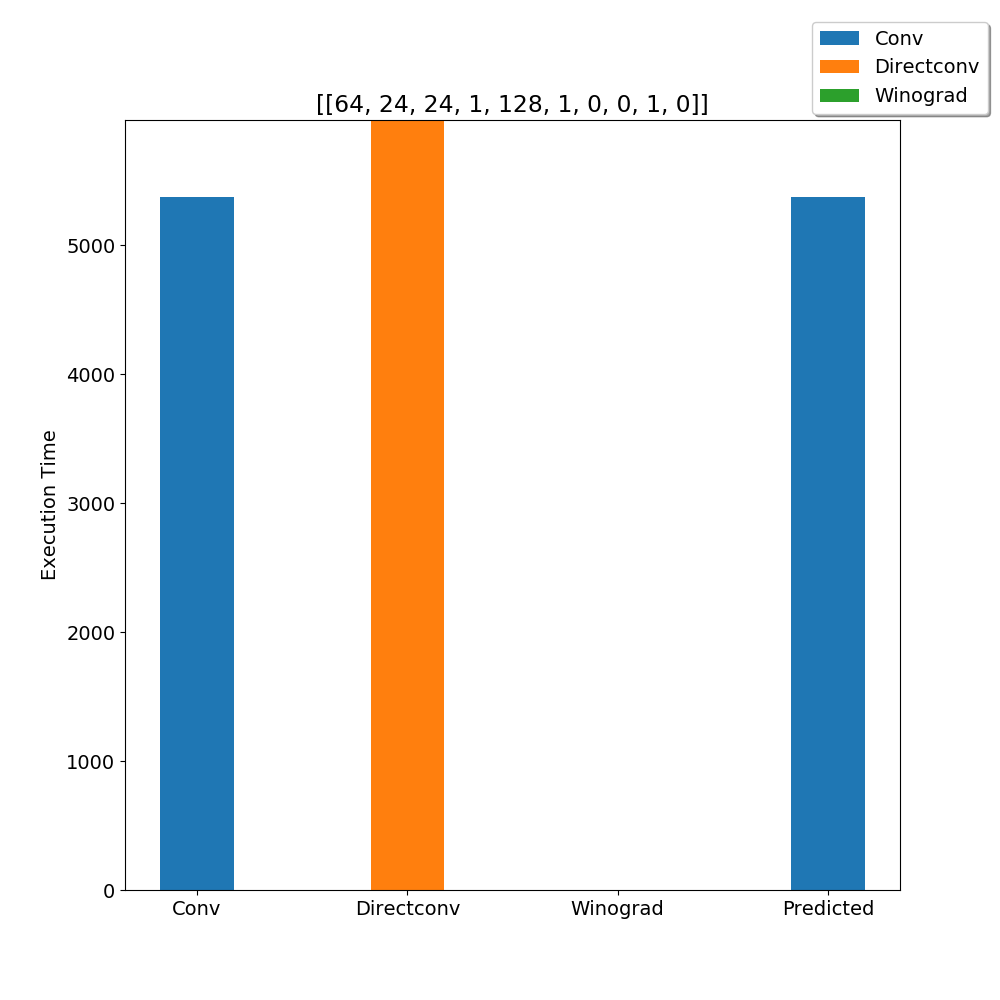 Conv
Directconv
Winograd
[[64, 24, 24, 1, 128, 1, 0, 0, 1, 0]]
Execution Time
5000
4000
3000
2000
1000
0
Conv Directconv Winograd Predicted